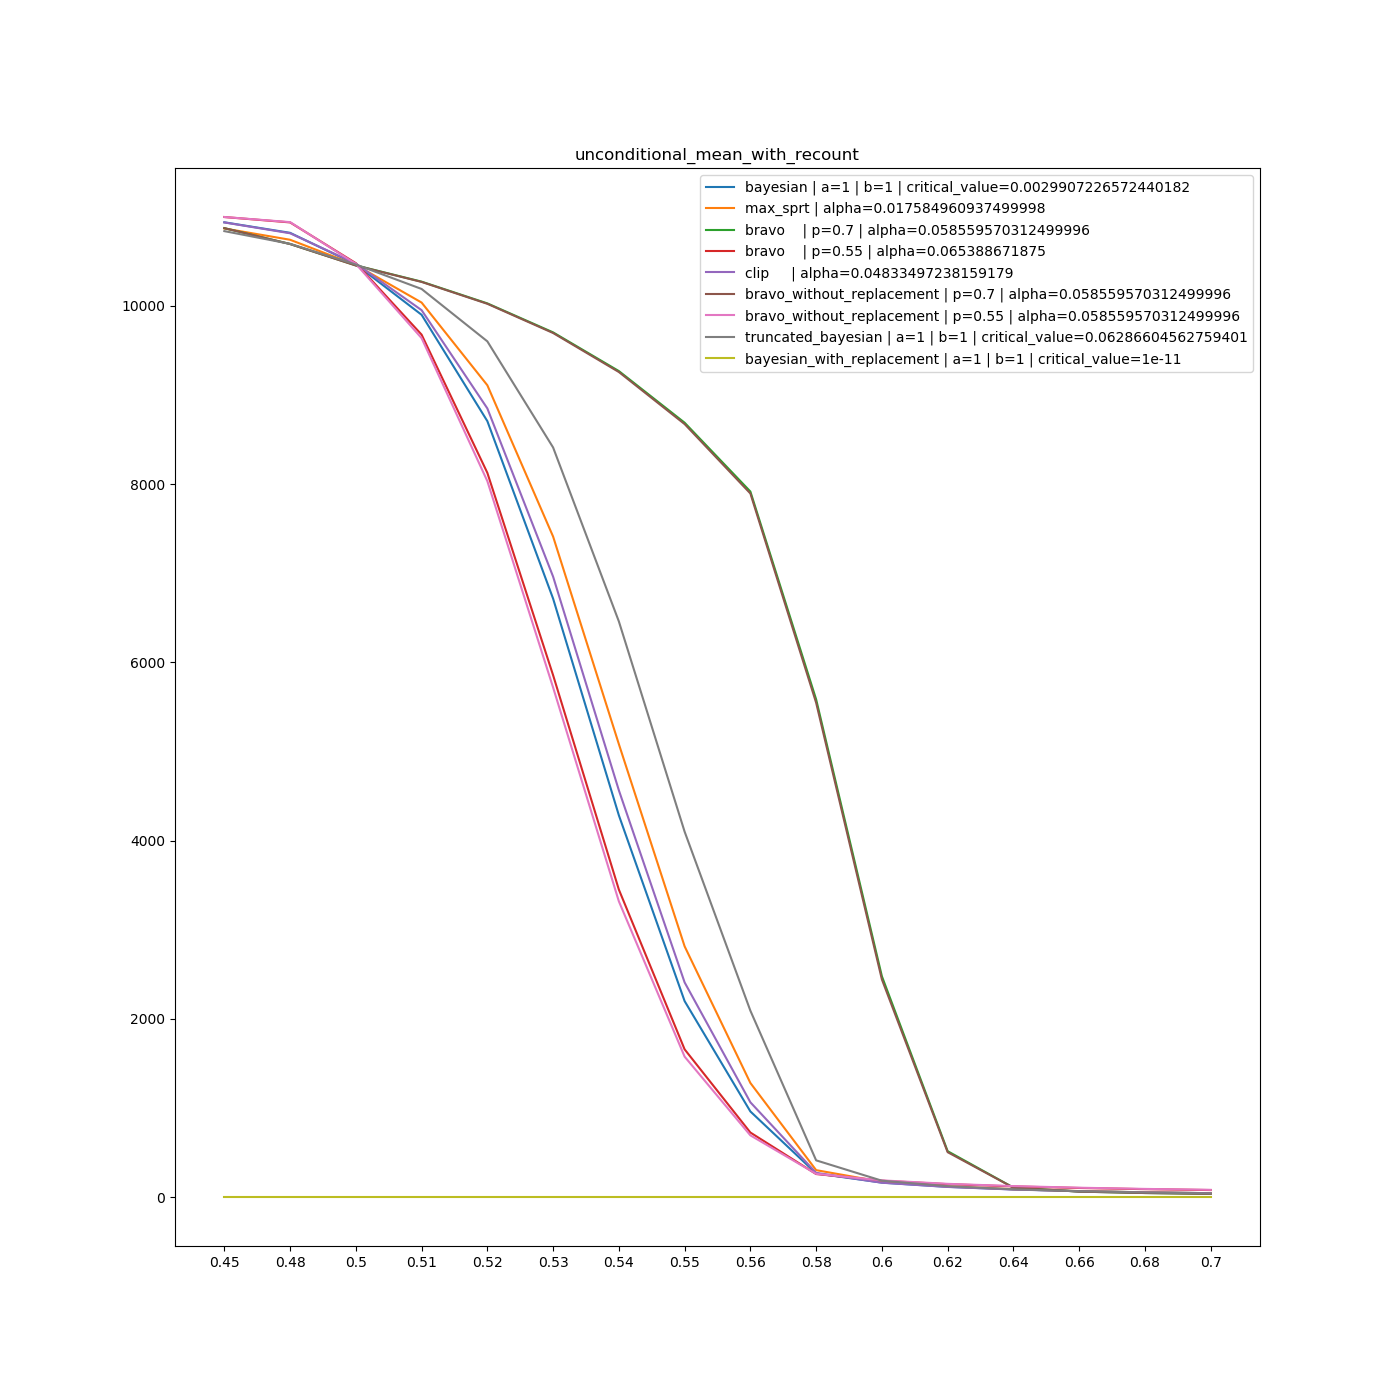 unconditional_mean_with_recount
bayesian | a=1 | b=1 | critical_value=0.0029907226572440182
max_sprt | alpha=0.017584960937499998
bravo    | p=0.7 | alpha=0.058559570312499996
bravo    | p=0.55 | alpha=0.065388671875
clip     | alpha=0.04833497238159179
bravo_without_replacement | p=0.7 | alpha=0.058559570312499996
bravo_without_replacement | p=0.55 | alpha=0.058559570312499996
truncated_bayesian | a=1 | b=1 | critical_value=0.06286604562759401
bayesian_with_replacement | a=1 | b=1 | critical_value=1e-11
10000
8000
6000
4000
2000
0
0.45 0.48 0.5 0.51 0.52 0.53 0.54 0.55 0.56 0.58 0.6 0.62 0.64 0.66 0.68 0.7